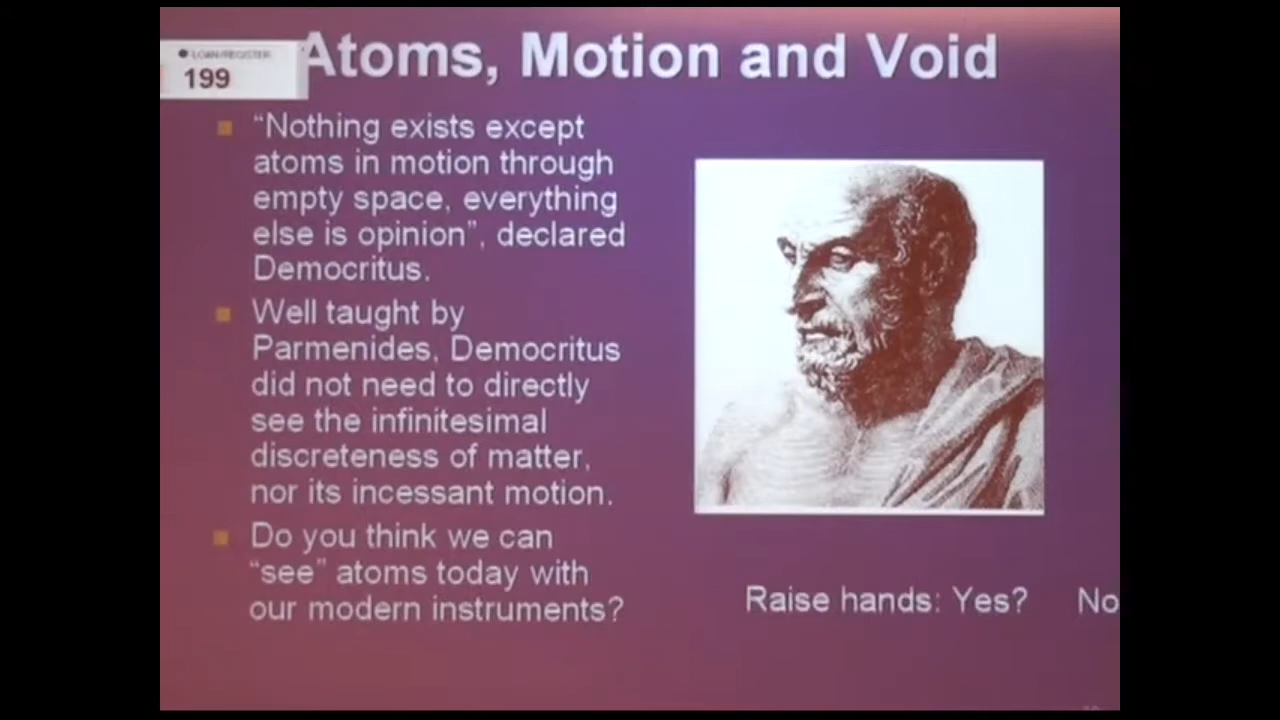 LOAN/REGISTER
199
Atoms, Motion and Void
“Nothing exists except
atoms in motion through
empty space, everything
else is opinion”, declared
Democritus.
Well taught by
Parmenides, Democritus
did not need to directly
see the infinitesimal
discreteness of matter,
nor its incessant motion.
Do you think we can
“see” atoms today with
our modern instruments?
Raise hands: Yes? No